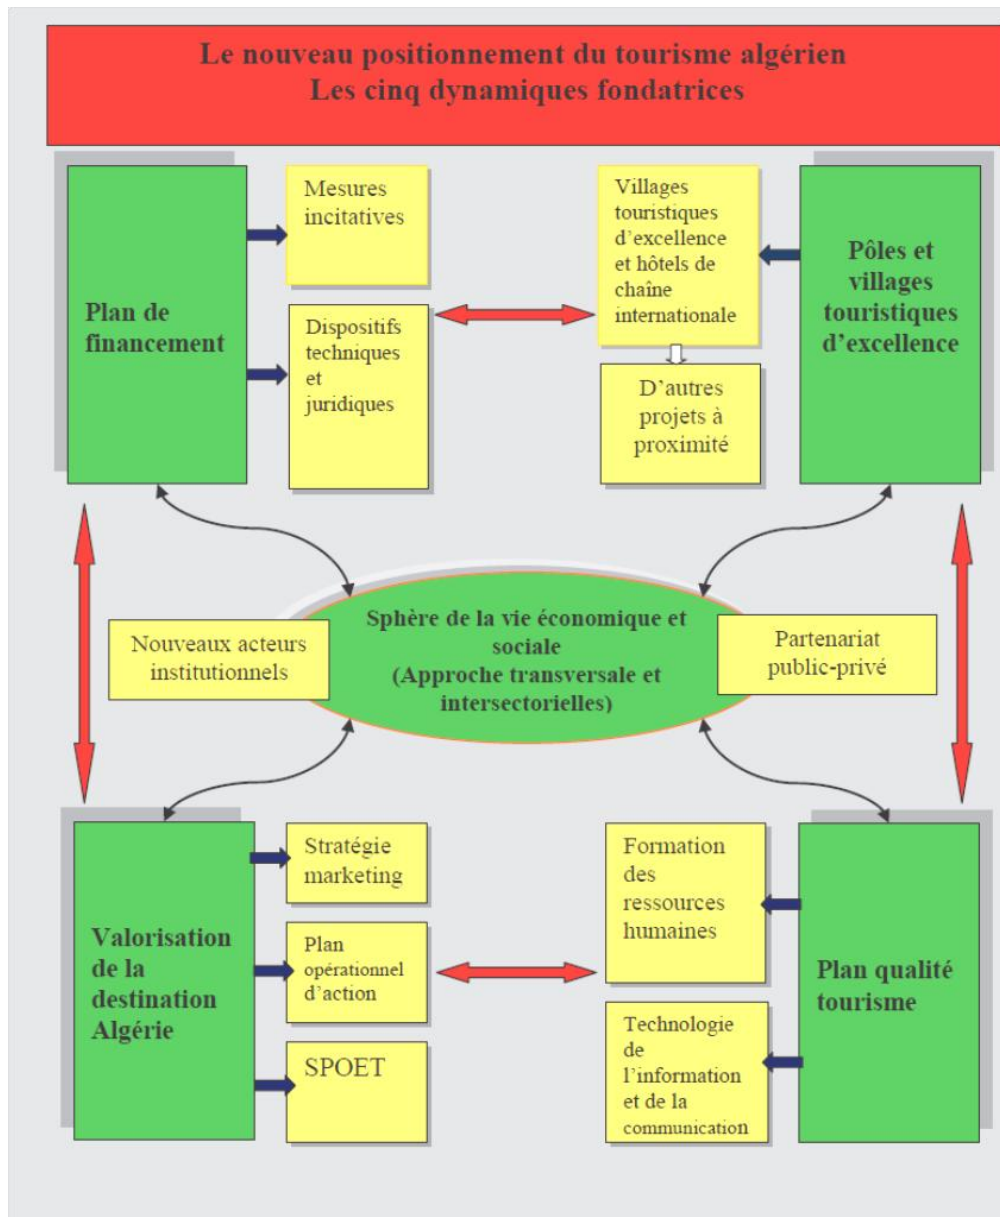 Le nouveau positionnement du tourisme algérien
Les cinq dynamiques fondatrices
Plan de
financement
Mesures
incitatives
Dispositifs
techniques
et
juridiques
Villages
touristiques
d’excellence
et hôtels de
chaîne
internationale
D’autres
projets à
proximité
Pôles et
villages
touristiques
d’excellence
Nouveaux acteurs
institutionnels
Sphère de la vie économique et
sociale
(Approche transversale et
intersectorielles)
Partenariat
public-privé
Valorisation
de la
destination
Algérie
Stratégie
marketing
Plan
opérationnel
d’action
SPOET
Formation
des
ressources
humaines
Technologie
de
l’information
et de la
communication
Plan qualité
tourisme